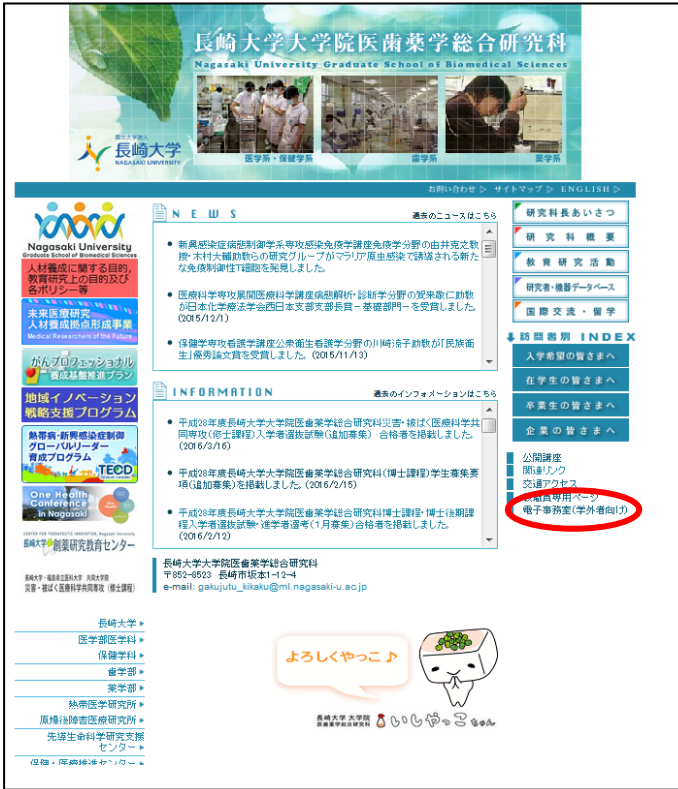 長崎大学大学院医歯薬学総合研究科
Nagasaki University Graduate School of Biomedical Sciences
国立大学法人
長崎大学
NAGASAKI UNIVERSITY
医学系・保健学系
歯学系
薬学系
お問い合わせ ▷ サイトマップ ▷ ENGLISH ▷
Nagasaki University
Graduate School of Biomedical Sciences
人材養成に関する目的,
教育研究上の目的及び
各ポリシー等
未来医療研究
人材養成拠点形成事業
Medical Researchers of the Future
がんプロフェッショナル
養成基盤推進プラン
地域イノベーション
戦略支援プログラム
熱帯病・新興感染症制御
グローバルリーダー
育成プログラム
TECD
One Health
Conference
in Nagasaki
CENTER FOR THERAPEUTIC INNOVATION, Nagasaki University
長崎大学 創薬研究教育センター
長崎大学・福島県立医科大学 共同大学院
災害・被ばく医療科学共同専攻(修士課程)
NEWS
過去のニュースはこちら
新興感染症病態制御学系専攻感染免疫学講座免疫学分野の由井克之教
授・木村大輔助教らの研究グループがマラリア原虫感染で誘導される新た
な免疫制御性T細胞を発見しました。
医療科学専攻展開医療科学講座病態解析・診断学分野の賀来敬仁助教
が日本化学療法学会西日本支部支部長賞－基礎部門－を受賞しました。
(2015/12/1)
保健学専攻看護学講座公衆衛生看護学分野の川崎涼子助教が「民族衛
生」優秀論文賞を受賞しました。(2015/11/13)
INFORMATION
過去のインフォメーションはこちら
平成28年度長崎大学大学院医歯薬学総合研究科災害・被ばく医療科学共
同専攻(修士課程)入学者選抜試験(追加募集) 合格者を掲載しました。
(2016/3/16)
平成28年度長崎大学大学院医歯薬学総合研究科(博士課程)学生募集要
項(追加募集)を掲載しました。(2016/2/15)
平成28年度長崎大学大学院医歯薬学総合研究科博士課程・博士後期課
程入学者選抜試験・進学者選考(1月募集)合格者を掲載しました。
(2016/2/12)
長崎大学大学院医歯薬学総合研究科
〒852-8523 長崎市坂本1-12-4
e-mail: gakujutu_kikaku@ml.nagasaki-u.ac.jp
研究科長あいさつ
研究科概要
教育研究活動
研究者・機器データベース
国際交流・留学
訪問者別 INDEX
入学希望の皆さまへ
在学生の皆さまへ
卒業生の皆さまへ
企業の皆さまへ
公開講座
関連リンク
交通アクセス
教職員専用ページ
電子事務室(学外者向け)
長崎大学
医学部医学科
保健学科
歯学部
薬学部
熱帯医学研究所
原爆後障害医療研究所
先導生命科学研究支援
センター
保健・医療推進センター
よろしくやっこ♪
長崎大学 大学院
医歯薬学総合研究科
いしやっこちゃん